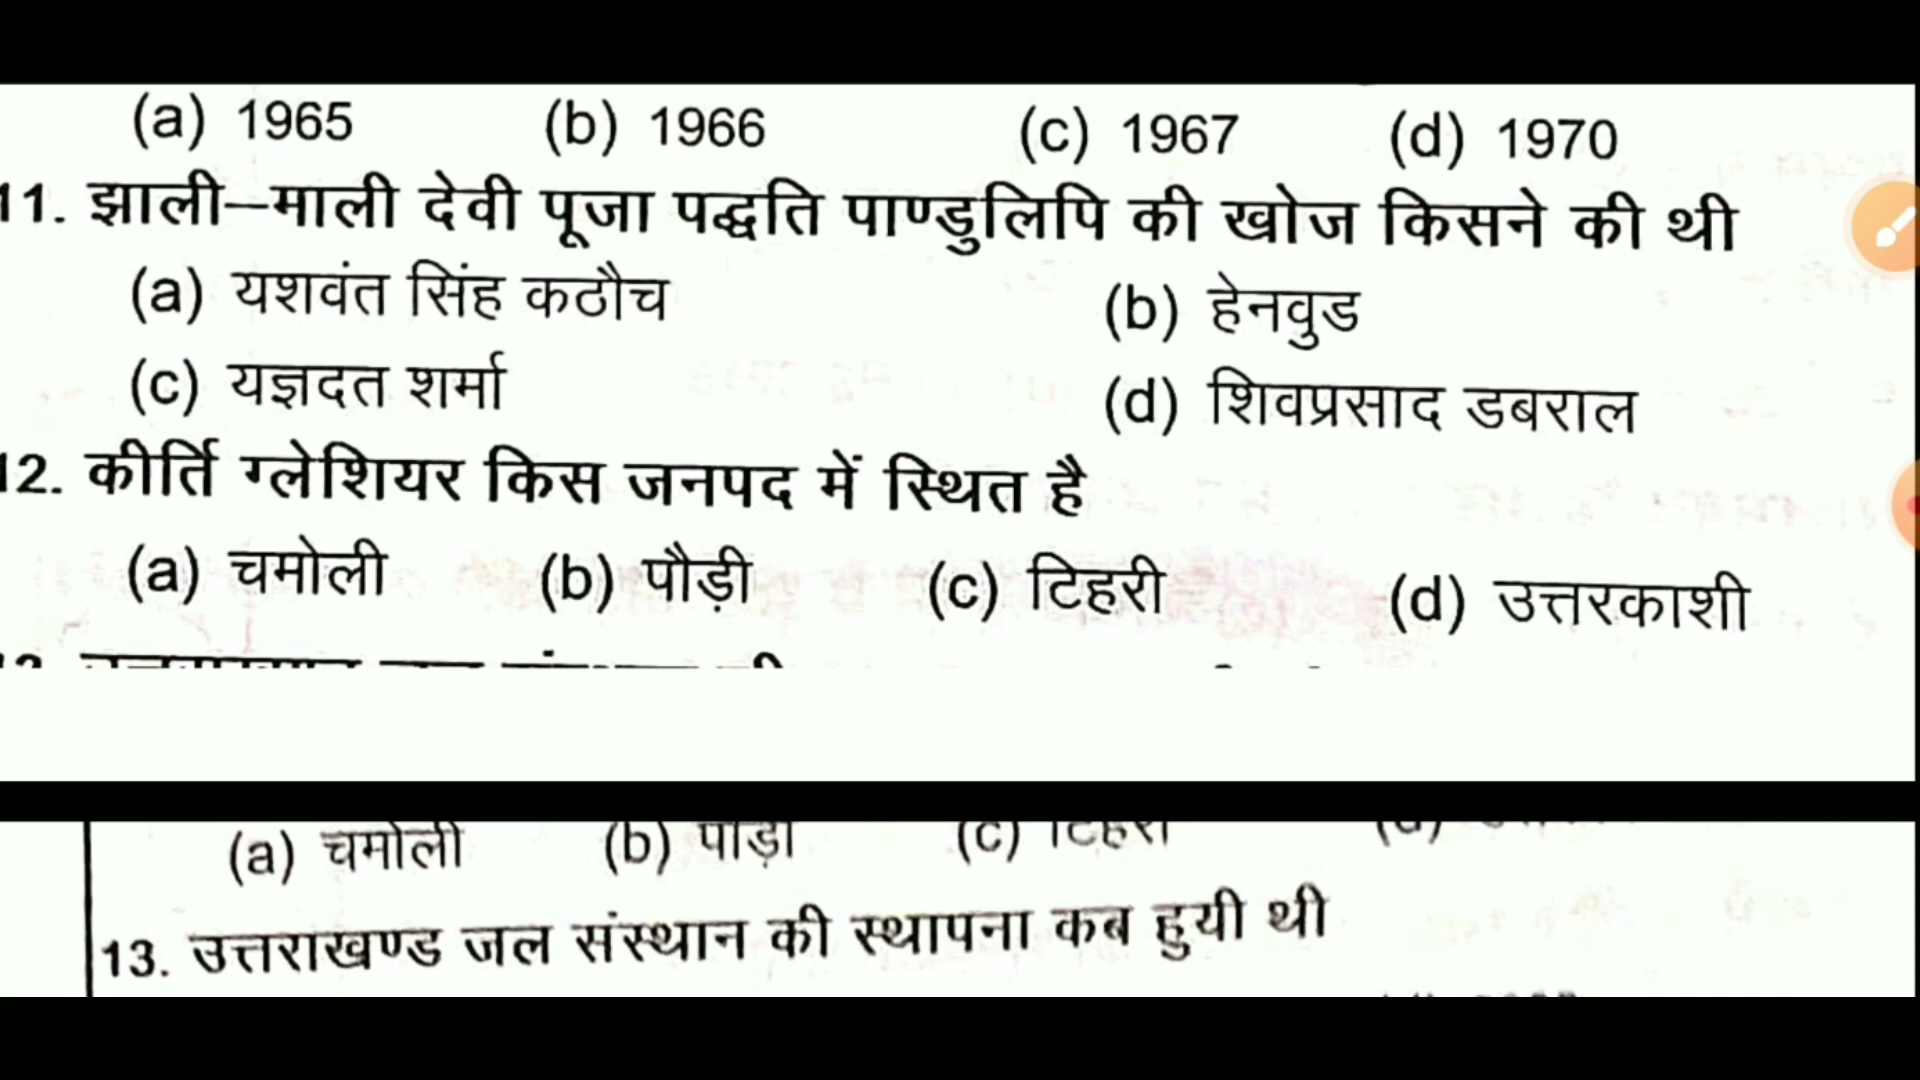 (a) 1965 (b) 1966 (c) 1967 (d) 1970
11. झाली–माली देवी पूजा पद्धति पाण्डुलिपि की खोज किसने की थी
(a) यशवंत सिंह कठौच (b) हेनवुड
(c) यज्ञदत शर्मा (d) शिवप्रसाद डबराल
12. कीर्ति ग्लेशियर किस जनपद में स्थित है
(a) चमोली (b) पौड़ी (c) टिहरी (d) उत्तरकाशी
(a) चमोली (b) पौड़ी (c) टिहरी
13. उत्तराखण्ड जल संस्थान की स्थापना कब हुयी थी